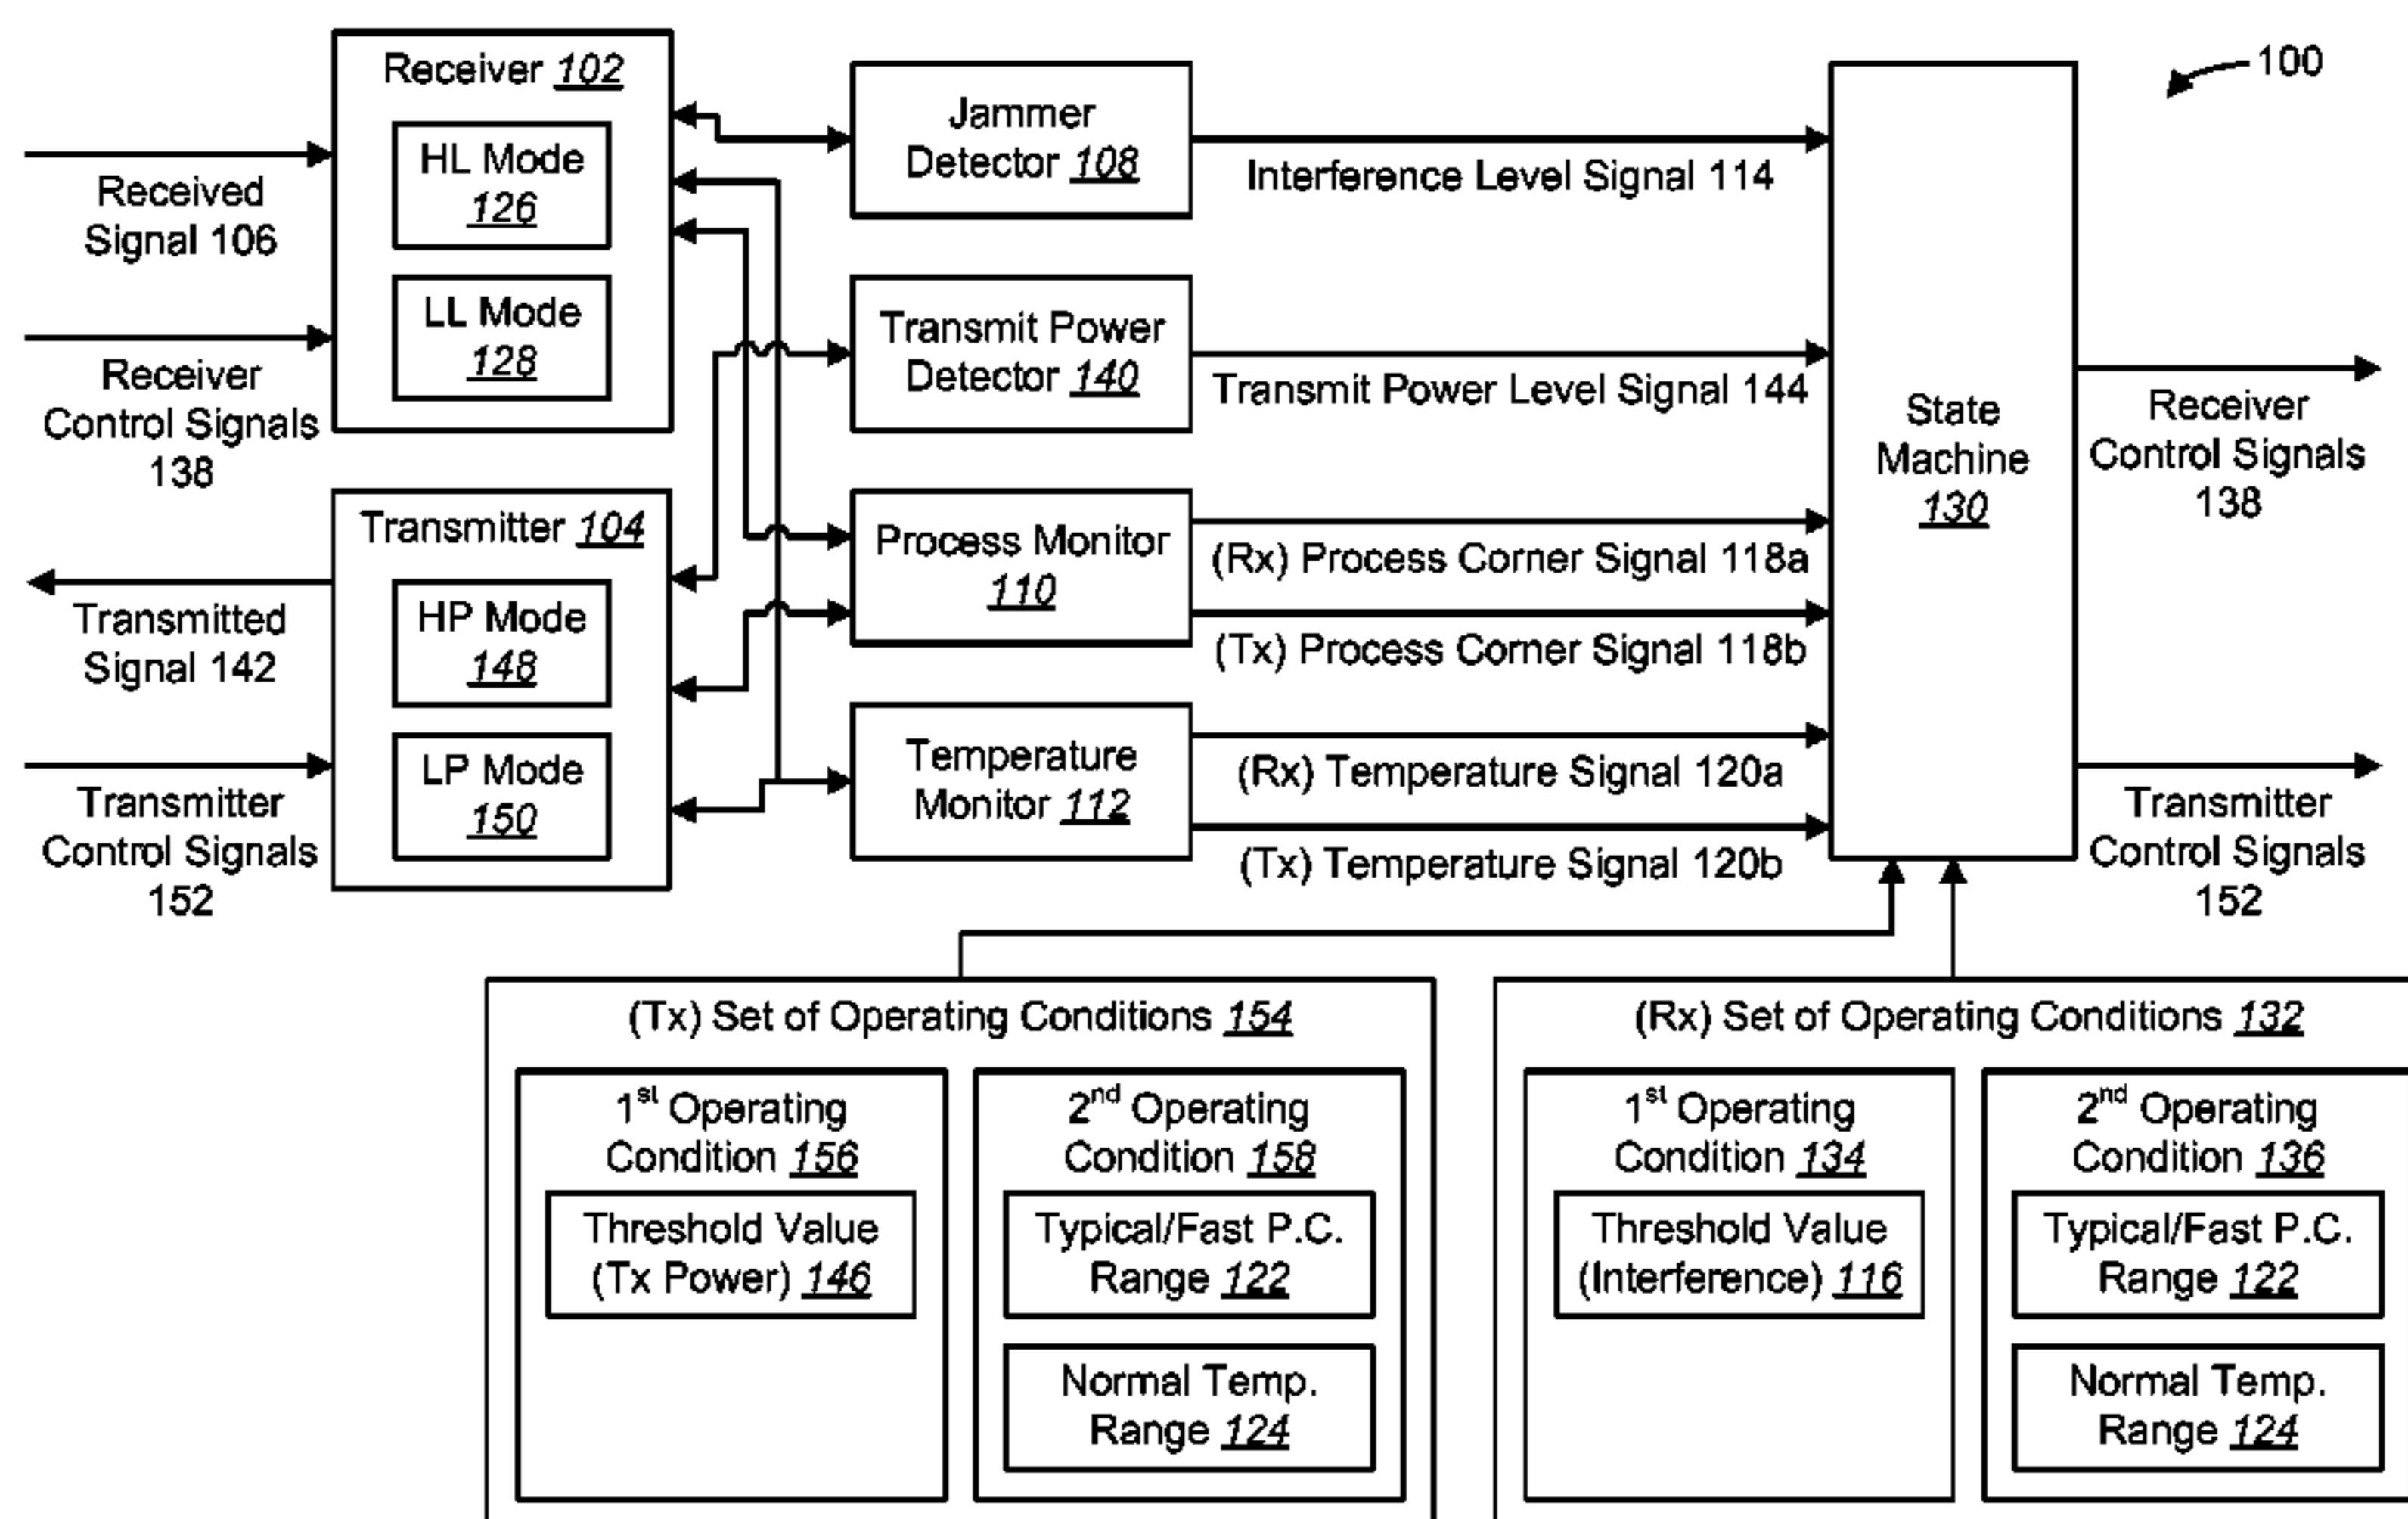 100
Receiver 102
HL Mode
126
LL Mode
128
Received
Signal 106
Receiver
Control Signals
138
Transmitter 104
HP Mode
148
LP Mode
150
Transmitted
Signal 142
Transmitter
Control Signals
152
Jammer
Detector 108
Interference Level Signal 114
Transmit Power
Detector 140
Transmit Power Level Signal 144
Process Monitor
110
(Rx) Process Corner Signal 118a
(Tx) Process Corner Signal 118b
Temperature
Monitor 112
(Rx) Temperature Signal 120a
(Tx) Temperature Signal 120b
State
Machine
130
Receiver
Control Signals
138
Transmitter
Control Signals
152
(Tx) Set of Operating Conditions 154
1st Operating
Condition 156
Threshold Value
(Tx Power) 146
2nd Operating
Condition 158
Typical/Fast P.C.
Range 122
Normal Temp.
Range 124
(Rx) Set of Operating Conditions 132
1st Operating
Condition 134
Threshold Value
(Interference) 116
2nd Operating
Condition 136
Typical/Fast P.C.
Range 122
Normal Temp.
Range 124